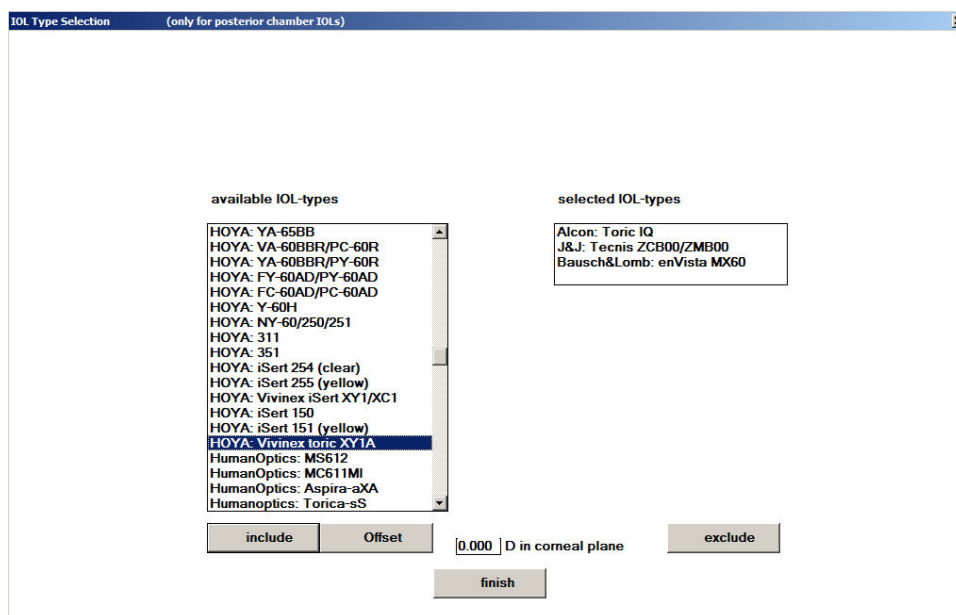 IOL Type Selection (only for posterior chamber IOLs)
available IOL-types
HOYA: YA-65BB
HOYA: VA-60BBR/PC-60R
HOYA: YA-60BBR/PY-60R
HOYA: FY-60AD/PY-60AD
HOYA: FC-60AD/PC-60AD
HOYA: Y-60H
HOYA: NY-60/250/251
HOYA: 311
HOYA: 351
HOYA: iSert 254 (clear)
HOYA: iSert 255 (yellow)
HOYA: Vivinex iSert XY1/XC1
HOYA: iSert 150
HOYA: iSert 151 (yellow)
HOYA: Vivinex toric XY1A
HumanOptics: MS612
HumanOptics: MC611MI
HumanOptics: Aspira-aXA
Humanoptics: Torica-sS
selected IOL-types
Alcon: Toric IQ
J&J: Tecnis ZCB00/ZMB00
Bausch&Lomb: enVista MX60
include Offset 0.000 D in corneal plane exclude
finish